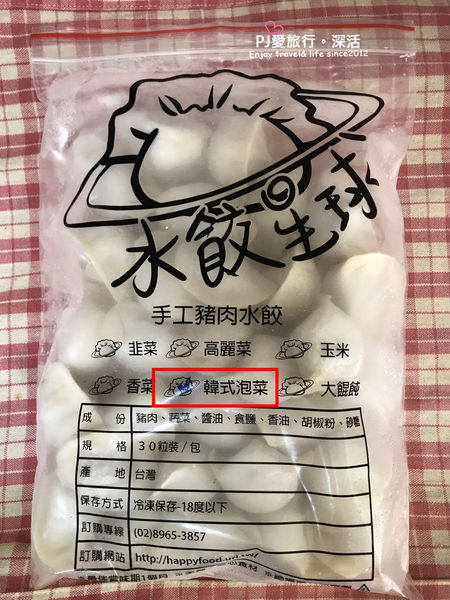 PJ愛旅行。深活
Enjoy travel& life since2012
水餃生球
手工豬肉水餃
韭菜 高麗菜 玉米
香菜 韓式泡菜 大餛飩
成份 豬肉、蔬菜、醬油、食鹽、香油、胡椒粉、砂糖
規格 30粒裝/包
產地 台灣
保存方式 冷凍保存-18度以下
訂購專線 (02)8965-3857
訂購網站 http://happyfood.